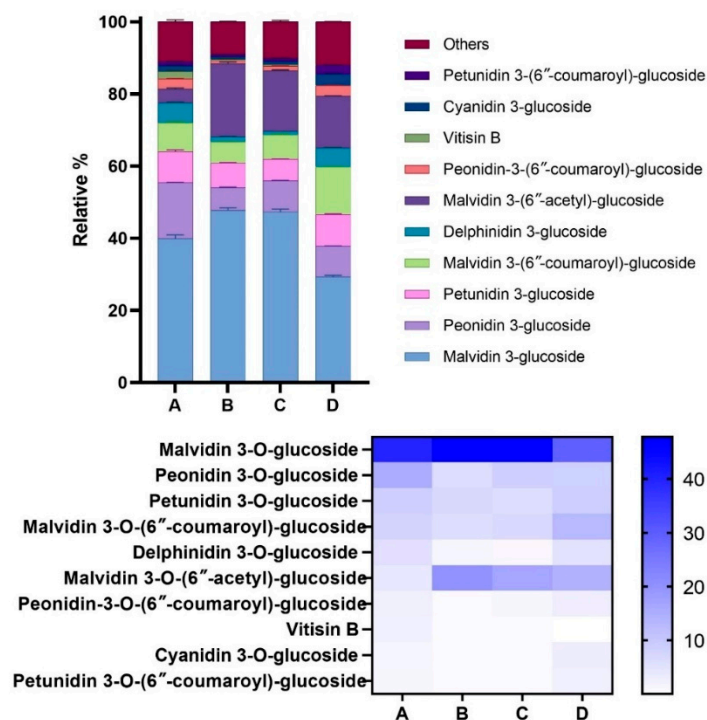 100
80
60
40
20
0
Relative %
A B C D
Others
Petunidin 3-(6″-coumaroyl)-glucoside
Cyanidin 3-glucoside
Vitisin B
Peonidin-3-(6″-coumaroyl)-glucoside
Malvidin 3-(6″-acetyl)-glucoside
Delphinidin 3-glucoside
Malvidin 3-(6″-coumaroyl)-glucoside
Petunidin 3-glucoside
Peonidin 3-glucoside
Malvidin 3-glucoside
Malvidin 3-O-glucoside
Peonidin 3-O-glucoside
Petunidin 3-O-glucoside
Malvidin 3-O-(6″-coumaroyl)-glucoside
Delphinidin 3-O-glucoside
Malvidin 3-O-(6″-acetyl)-glucoside
Peonidin-3-O-(6″-coumaroyl)-glucoside
Vitisin B
Cyanidin 3-O-glucoside
Petunidin 3-O-(6″-coumaroyl)-glucoside
A B C D
40
30
20
10